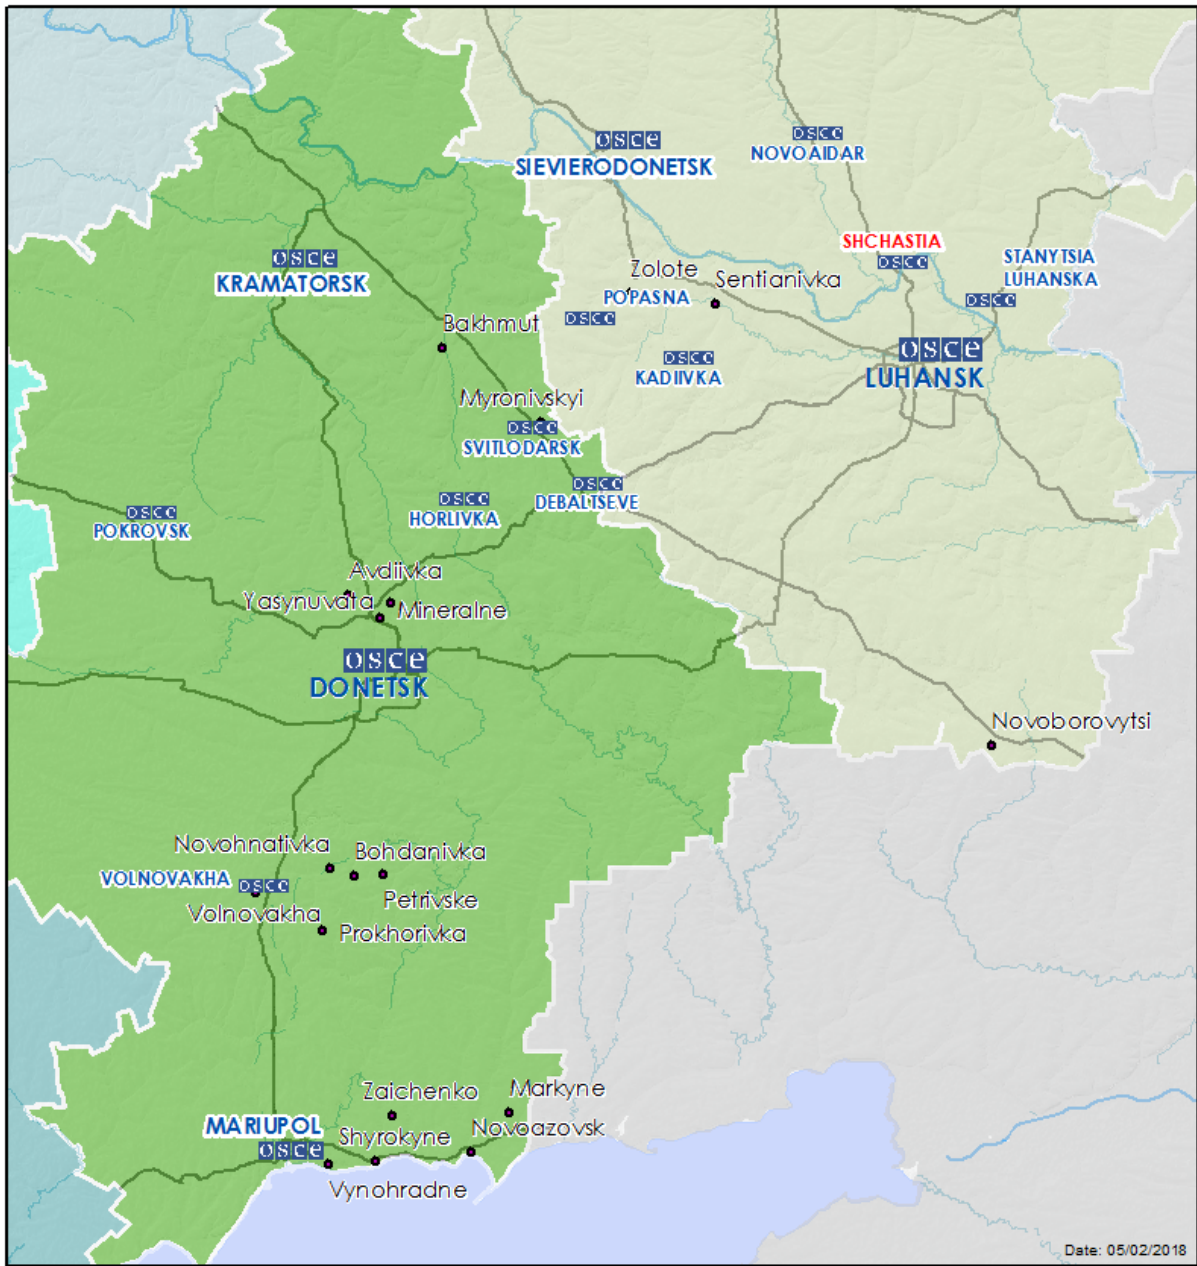 osce
SIEVIERODONETSK
osce
NOVOAIDAR
SHCHASTIA
osce
STANYTSIA
LUHANSKA
osce
osce
KRAMATORSK
Zolote
Sentianivka
POPASNA
osce
Bakhmut
osce
KADIIVKA
osce
LUHANSK
Myronivskyi
osce
SVITLODARSK
osce
DEBALTSEVE
osce
HORLIVKA
osce
POKROVSK
Avdiivka
Yasynuvata
Mineralne
osce
DONETSK
Novoborovytsi
Novohnativka
Bohdanivka
VOLNOVAKHA
osce
Petrivske
Volnovakha
Prokhorivka
Zaichenko
Markyne
MARIUPOL
osce
Shyrokyne
Novoazovsk
Vynohradne
Date: 05/02/2018